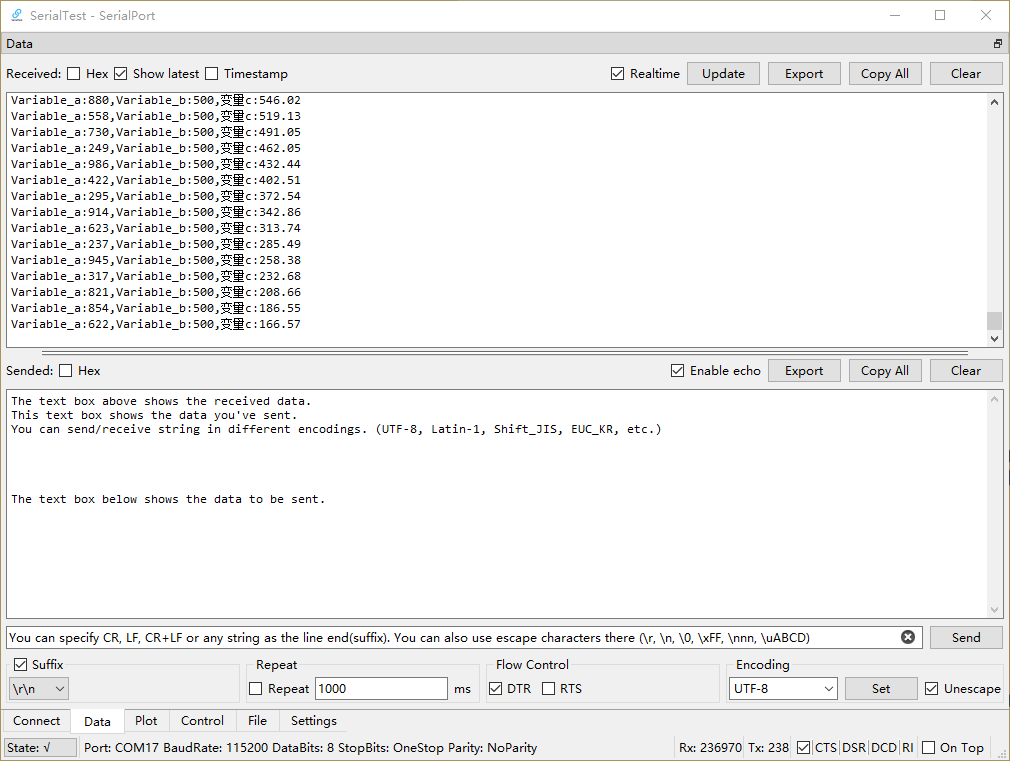 SerialTest - SerialPort
Data
Received: Hex Show latest Timestamp Realtime Update Export Copy All Clear
Variable_a:880,Variable_b:500,变量c:546.02
Variable_a:558,Variable_b:500,变量c:519.13
Variable_a:730,Variable_b:500,变量c:491.05
Variable_a:249,Variable_b:500,变量c:462.05
Variable_a:986,Variable_b:500,变量c:432.44
Variable_a:422,Variable_b:500,变量c:402.51
Variable_a:295,Variable_b:500,变量c:372.54
Variable_a:914,Variable_b:500,变量c:342.86
Variable_a:623,Variable_b:500,变量c:313.74
Variable_a:237,Variable_b:500,变量c:285.49
Variable_a:945,Variable_b:500,变量c:258.38
Variable_a:317,Variable_b:500,变量c:232.68
Variable_a:821,Variable_b:500,变量c:208.66
Variable_a:854,Variable_b:500,变量c:186.55
Variable_a:622,Variable_b:500,变量c:166.57
Sended: Hex Enable echo Export Copy All Clear
The text box above shows the received data.
This text box shows the data you've sent.
You can send/receive string in different encodings. (UTF-8, Latin-1, Shift_JIS, EUC_KR, etc.)
The text box below shows the data to be sent.
You can specify CR, LF, CR+LF or any string as the line end(suffix). You can also use escape characters there (\r, \n, \0, \xFF, \nnn, \uABCD) Send
Suffix Repeat Flow Control Encoding
\r\n Repeat 1000 ms DTR RTS UTF-8 Set Unescape
Connect Data Plot Control File Settings
State: √ Port: COM17 BaudRate: 115200 DataBits: 8 StopBits: OneStop Parity: NoParity Rx: 236970 Tx: 238 CTS DSR DCD RI On Top